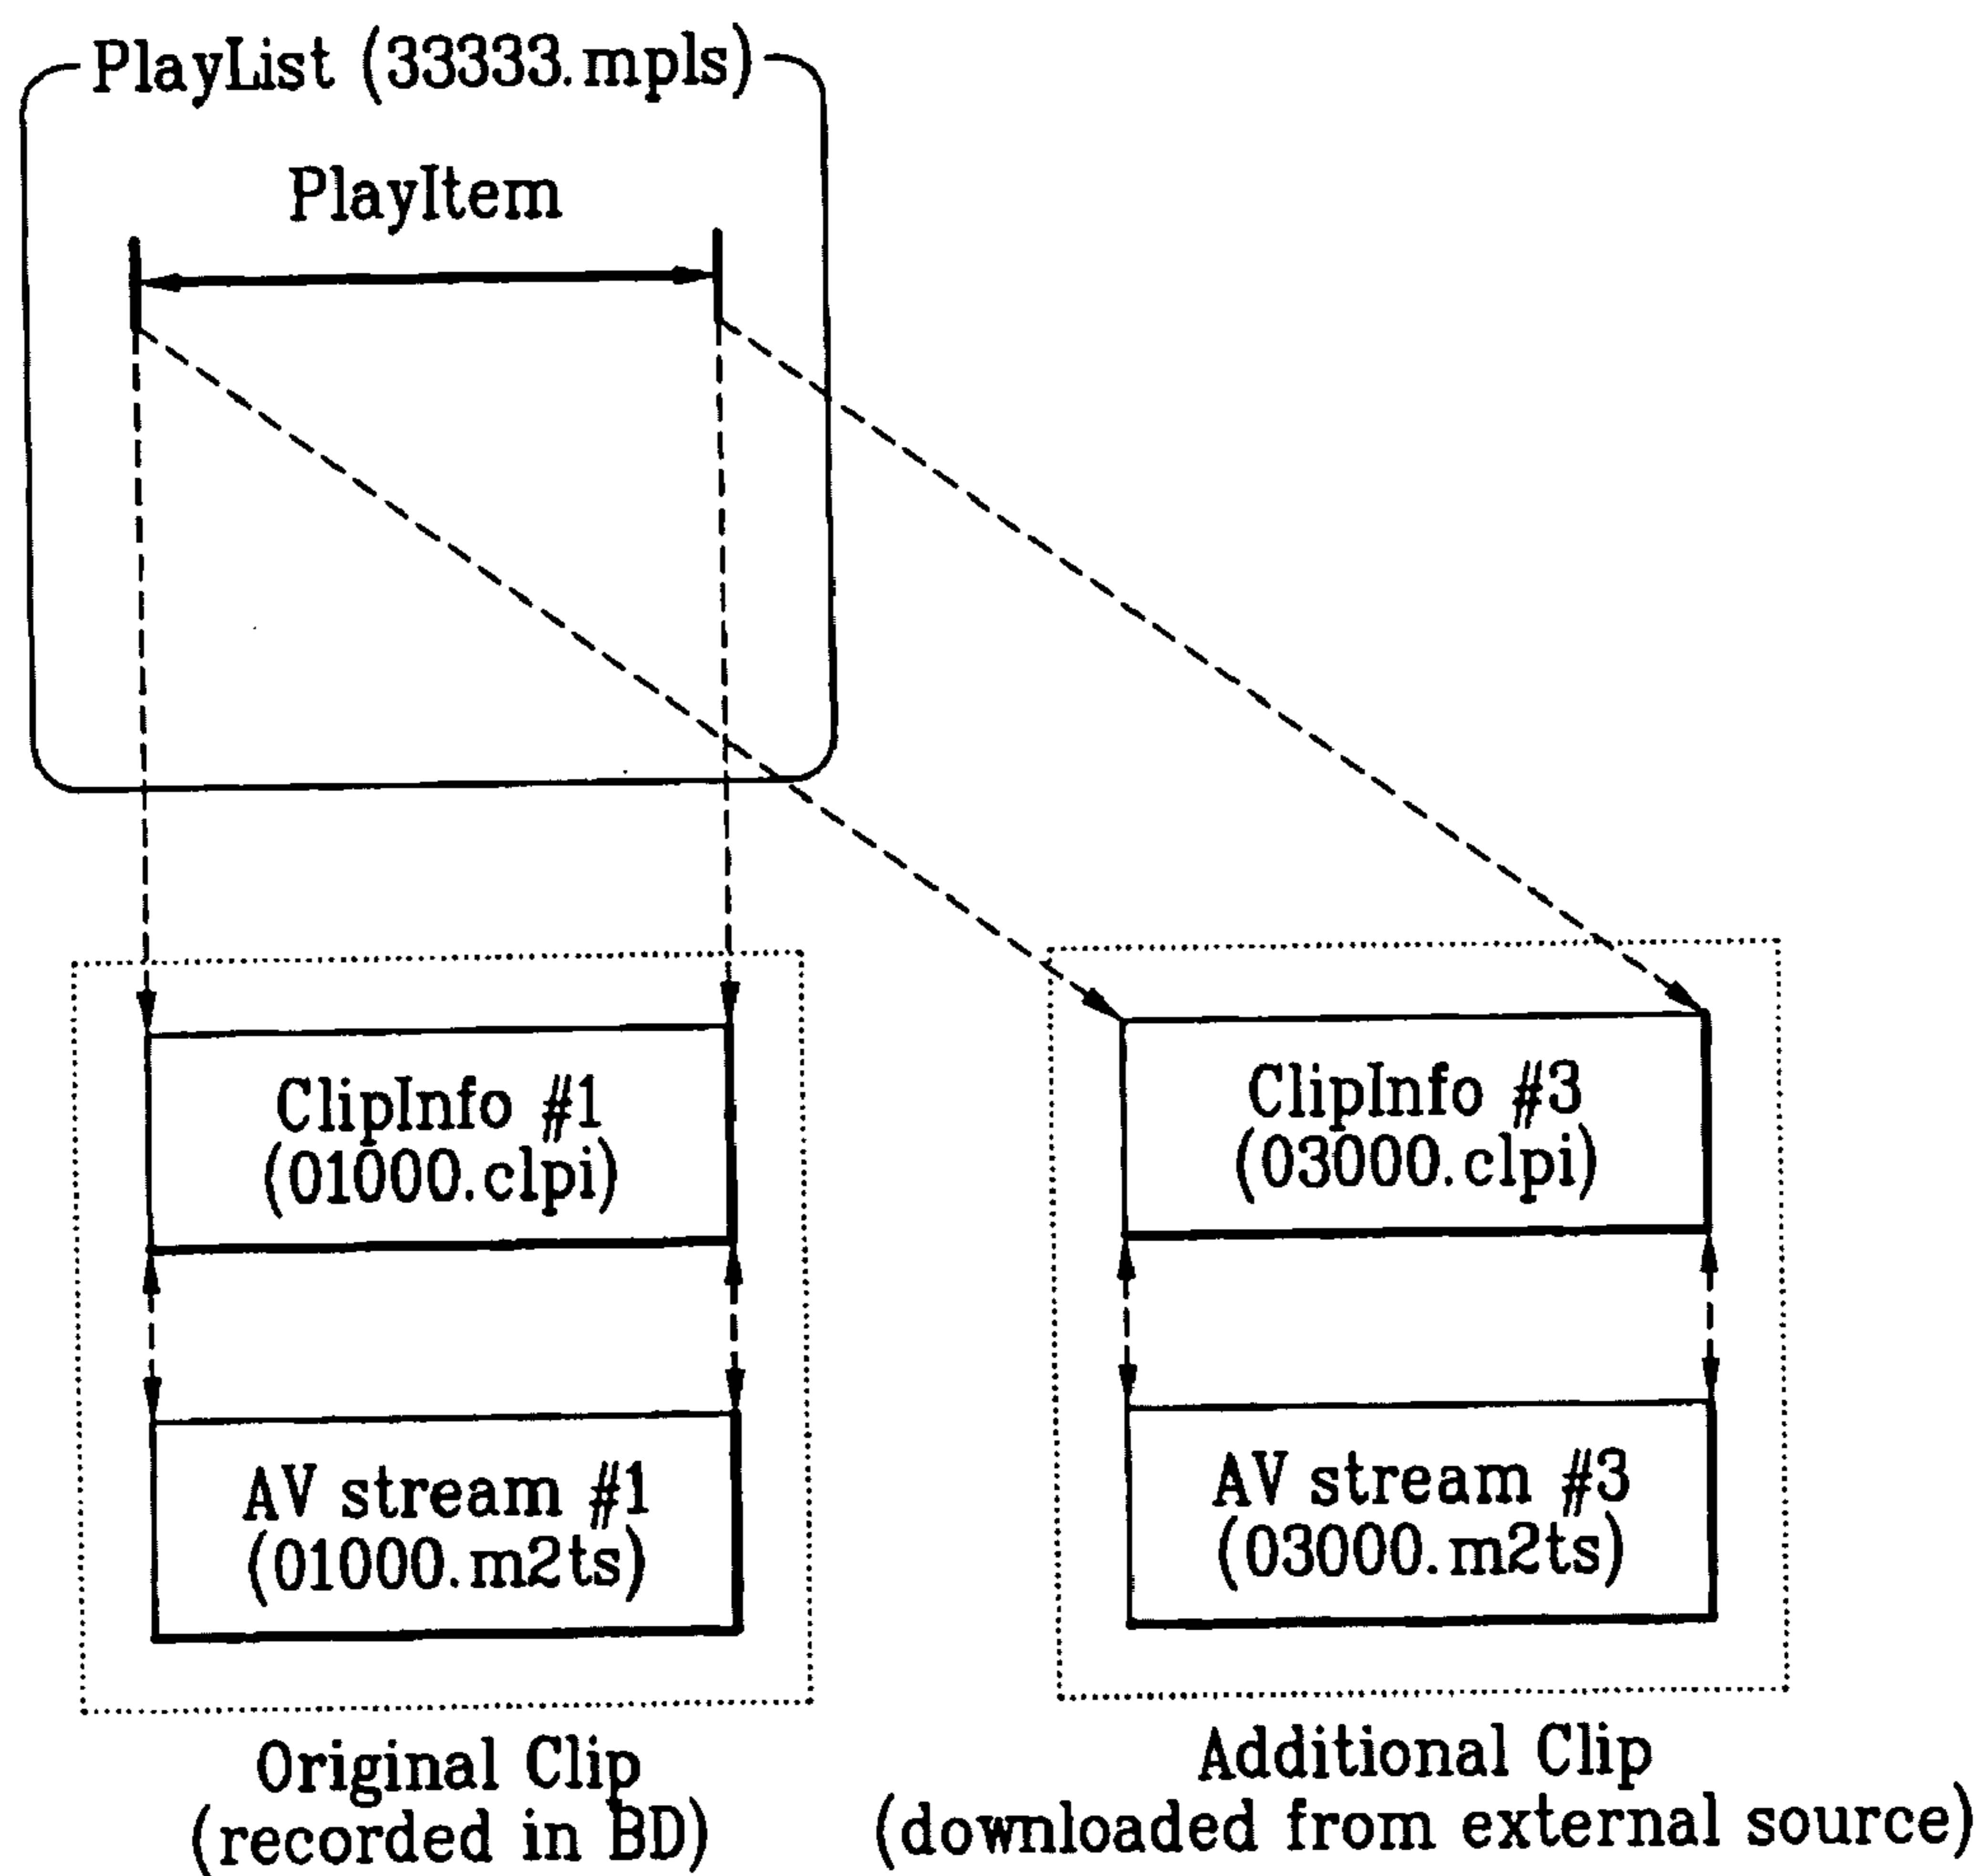 PlayList (33333.mpls)
PlayItem
ClipInfo #1
(01000.clpi)
ClipInfo #3
(03000.clpi)
AV stream #1
(01000.m2ts)
AV stream #3
(03000.m2ts)
Original Clip
(recorded in BD)
Additional Clip
(downloaded from external source)